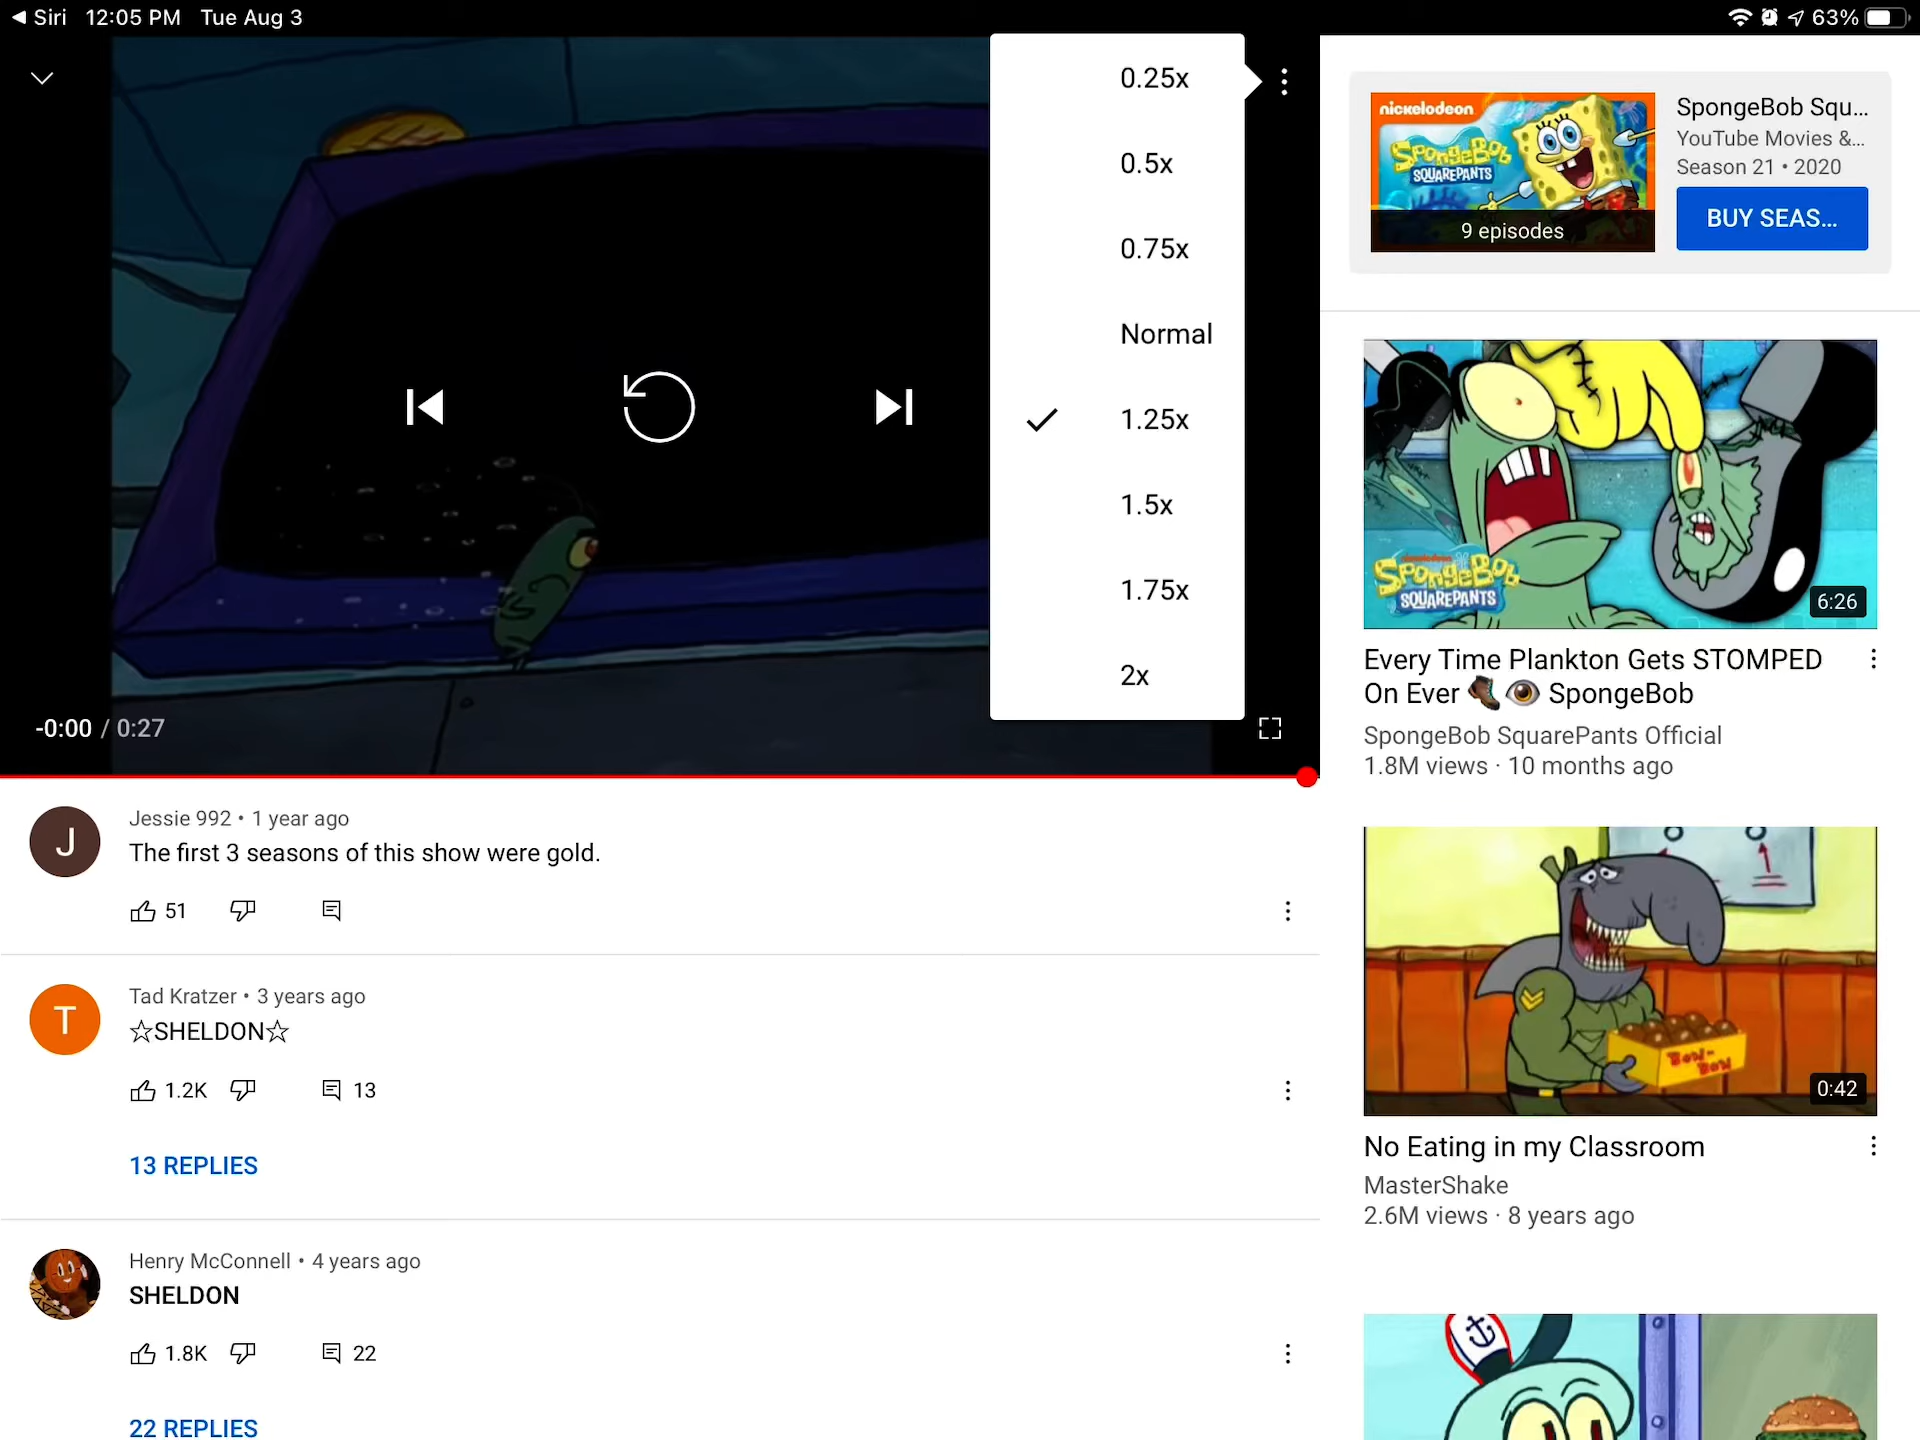 Siri 12:05 PM Tue Aug 3
63%
0.25x
0.5x
0.75x
Normal
1.25x
1.5x
1.75x
2x
-0:00 / 0:27
Jessie 992 • 1 year ago
The first 3 seasons of this show were gold.
51
Tad Kratzer • 3 years ago
☆SHELDON☆
1.2K
13
13 REPLIES
Henry McConnell • 4 years ago
SHELDON
1.8K
22
22 REPLIES
nickelodeon
SPONGEBOB
SQUAREPANTS
9 episodes
SpongeBob Squ...
YouTube Movies &...
Season 21 • 2020
BUY SEAS...
nickelodeon
SPONGEBOB
SQUAREPANTS
6:26
Every Time Plankton Gets STOMPED
On Ever 🥾👁️ SpongeBob
SpongeBob SquarePants Official
1.8M views · 10 months ago
BON-
BON
0:42
No Eating in my Classroom
MasterShake
2.6M views · 8 years ago